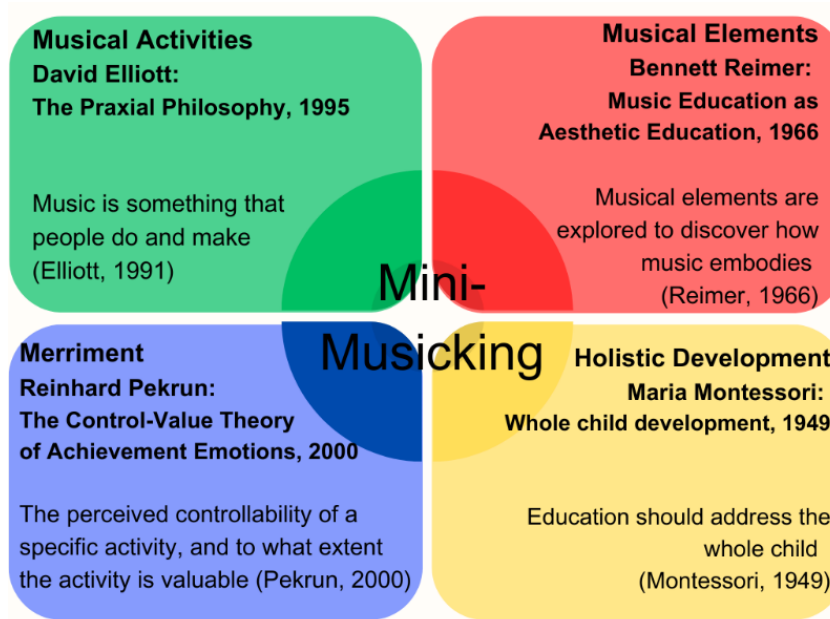 Musical Activities
David Elliott:
The Praxial Philosophy, 1995
Music is something that
people do and make
(Elliott, 1991)
Musical Elements
Bennett Reimer:
Music Education as
Aesthetic Education, 1966
Musical elements are
explored to discover how
music embodies
(Reimer, 1966)
Mini-
Musicking
Merriment
Reinhard Pekrun:
The Control-Value Theory
of Achievement Emotions, 2000
The perceived controllability of a
specific activity, and to what extent
the activity is valuable (Pekrun, 2000)
Holistic Development
Maria Montessori:
Whole child development, 1949
Education should address the
whole child
(Montessori, 1949)